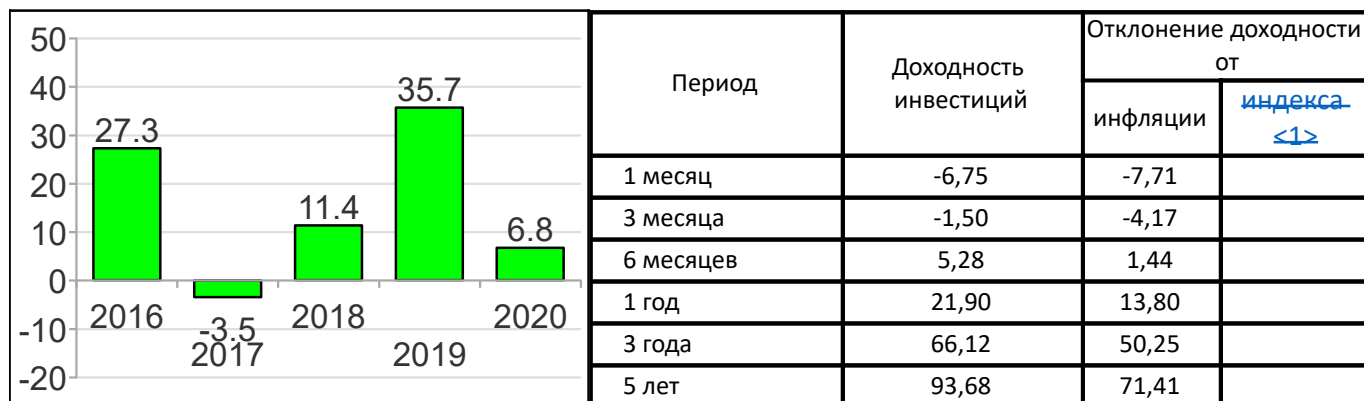 50
40
30
20
10
0
-10
-20
27.3
-3.5
11.4
35.7
6.8
2016
2017
2018
2019
2020
Период
Доходность
инвестиций
Отклонение доходности
от
инфляции
индекса
<1>
1 месяц -6,75 -7,71
3 месяца -1,50 -4,17
6 месяцев 5,28 1,44
1 год 21,90 13,80
3 года 66,12 50,25
5 лет 93,68 71,41